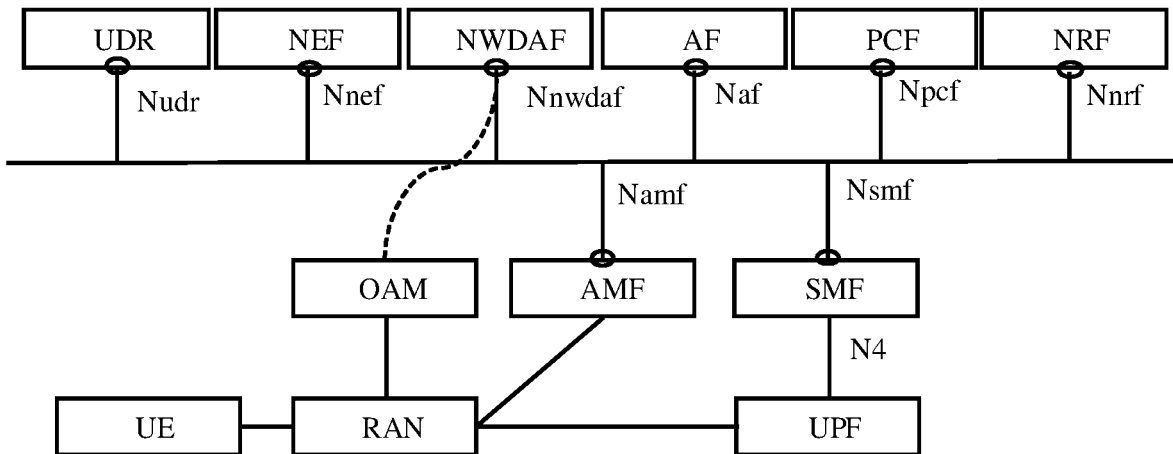 UDR NEF NWDAF AF PCF NRF
Nudr Nnef Nnwdaf Naf Npcf Nnrf
Namf Nsmf
OAM AMF SMF
N4
UE RAN UPF